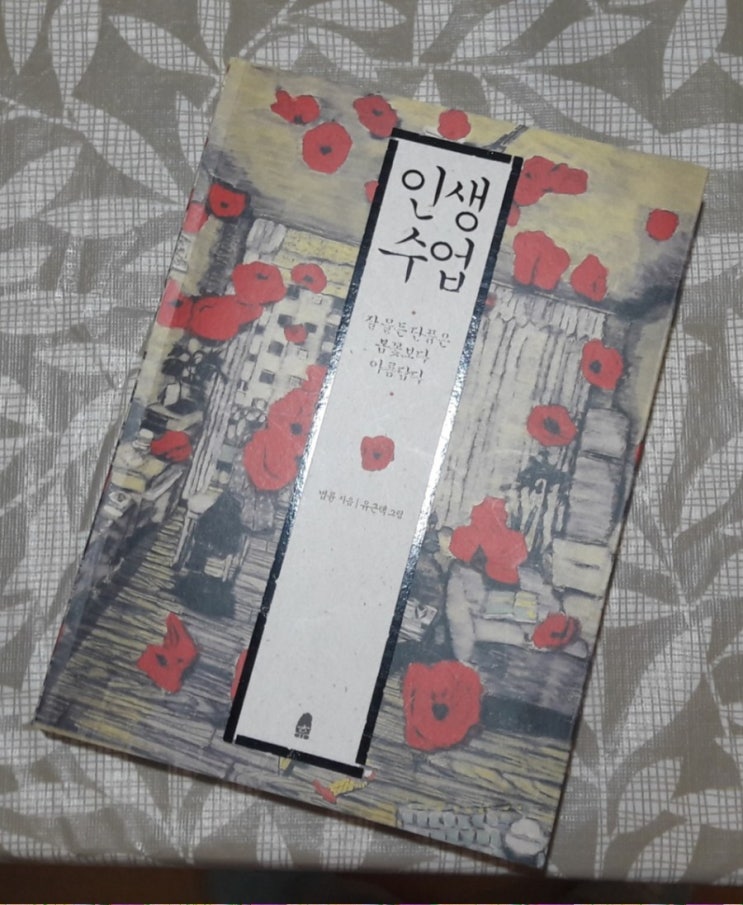 인생
수업
잘 물든 단풍은
봄꽃보다
아름답다
법륜 지음 | 유근택 그림